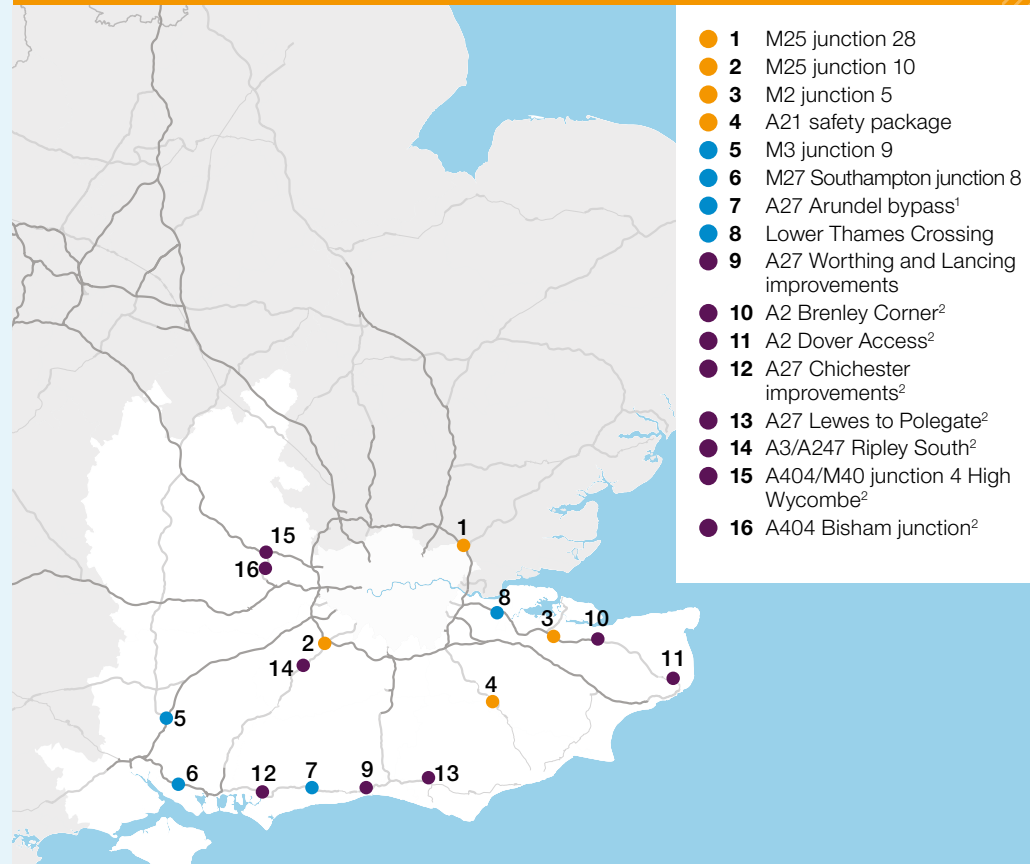 1 M25 junction 28
2 M25 junction 10
3 M2 junction 5
4 A21 safety package
5 M3 junction 9
6 M27 Southampton junction 8
7 A27 Arundel bypass¹
8 Lower Thames Crossing
9 A27 Worthing and Lancing
improvements
10 A2 Brenley Corner²
11 A2 Dover Access²
12 A27 Chichester
improvements²
13 A27 Lewes to Polegate²
14 A3/A247 Ripley South²
15 A404/M40 junction 4 High
Wycombe²
16 A404 Bisham junction²
1
15
16
8
3
10
2
14
11
4
5
6
12
7
9
13